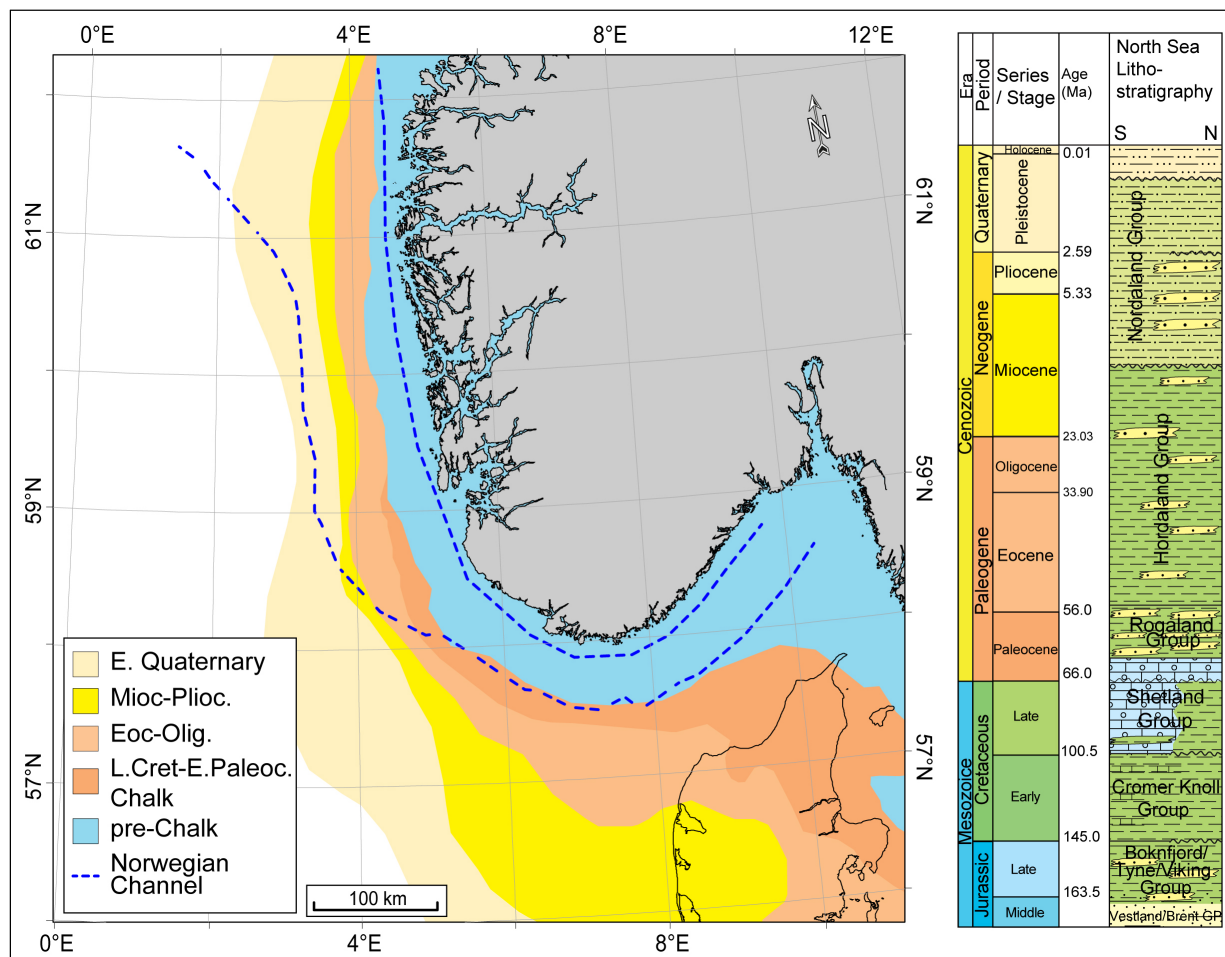 0°E
4°E
8°E
12°E
61°N
59°N
57°N
61°N
59°N
57°N
0°E
4°E
8°E
N
E. Quaternary
Mioc-Plioc.
Eoc-Olig.
L.Cret-E.Paleoc.
Chalk
pre-Chalk
Norwegian
Channel
100 km
Era
Period
Series
/ Stage
Age
(Ma)
North Sea
Litho-
stratigraphy
S N
Cenozoic
Mesozoice
Quaternary
Neogene
Paleogene
Cretaceous
Jurassic
Holocene
Pleistocene
Pliocene
Miocene
Oligocene
Eocene
Paleocene
Late
Early
Late
Middle
0.01
2.59
5.33
23.03
33.90
56.0
66.0
100.5
145.0
163.5
Nordaland Group
Hordaland Group
Rogaland
Group
Shetland
Group
Cromer Knoll
Group
Boknfjord/
Tyne/Viking
Group
Vestland/Brent GP